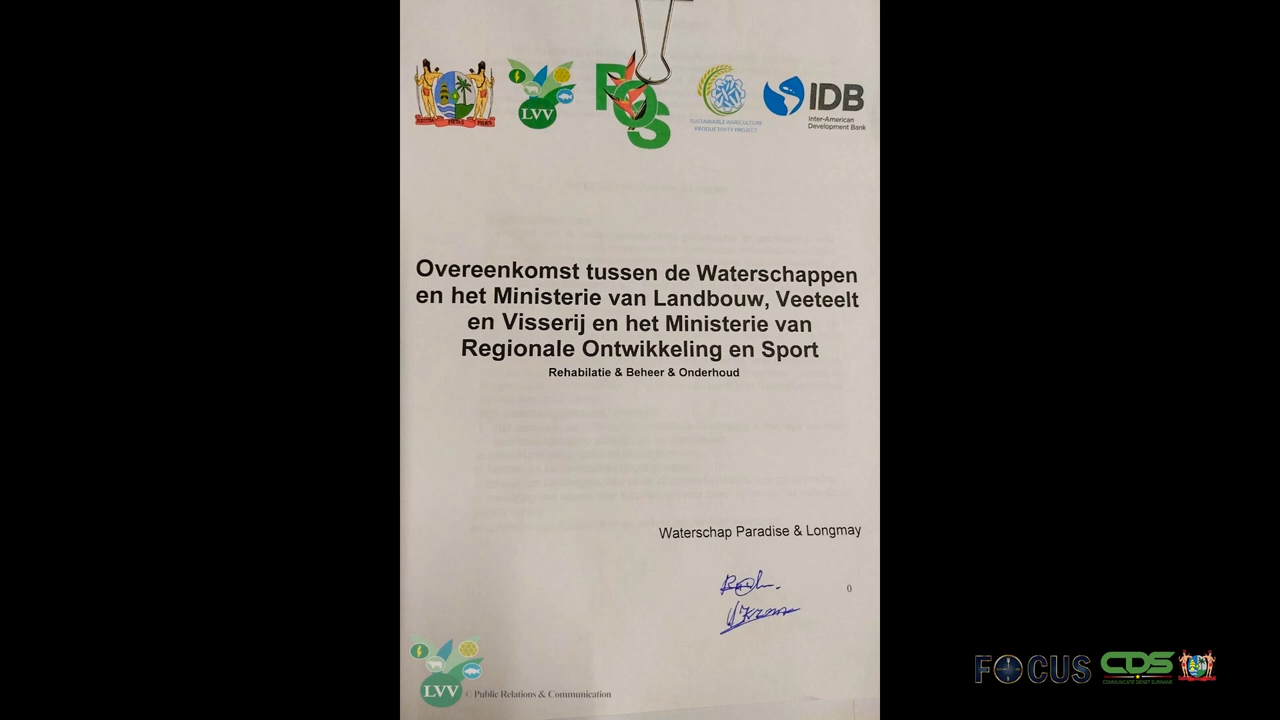 LVV
ROS
SUSTAINABLE AGRICULTURE
PRODUCTIVITY PROJECT
IDB
Inter-American
Development Bank
Overeenkomst tussen de Waterschappen
en het Ministerie van Landbouw, Veeteelt
en Visserij en het Ministerie van
Regionale Ontwikkeling en Sport
Rehabilatie & Beheer & Onderhoud
Waterschap Paradise & Longmay
0
LVV
© Public Relations & Communication
FOCUS
CDS
COMMUNICATIE DIENST SURINAME